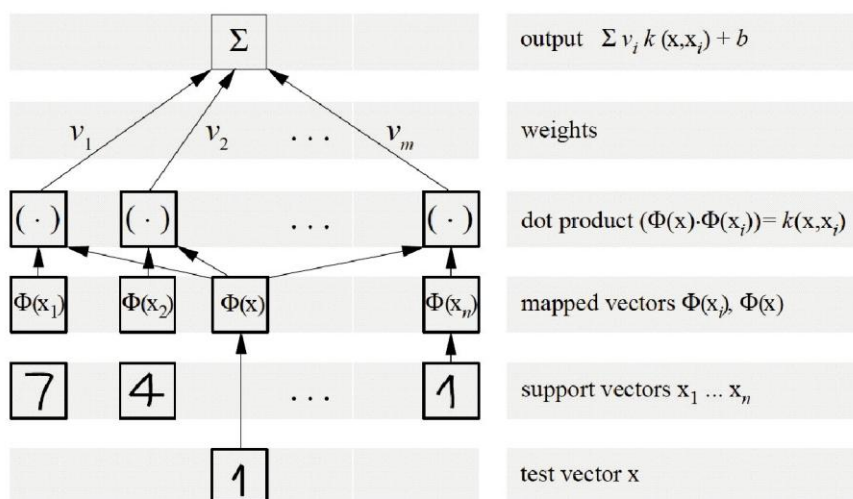 Σ output Σ v_i k (x,x_i) + b
v_1 v_2 . . . v_m weights
( · ) ( · ) . . . ( · ) dot product (Φ(x)·Φ(x_i))= k(x,x_i)
Φ(x_1) Φ(x_2) Φ(x) Φ(x_n) mapped vectors Φ(x_i), Φ(x)
7 4 . . . 1 support vectors x_1 ... x_n
1 test vector x